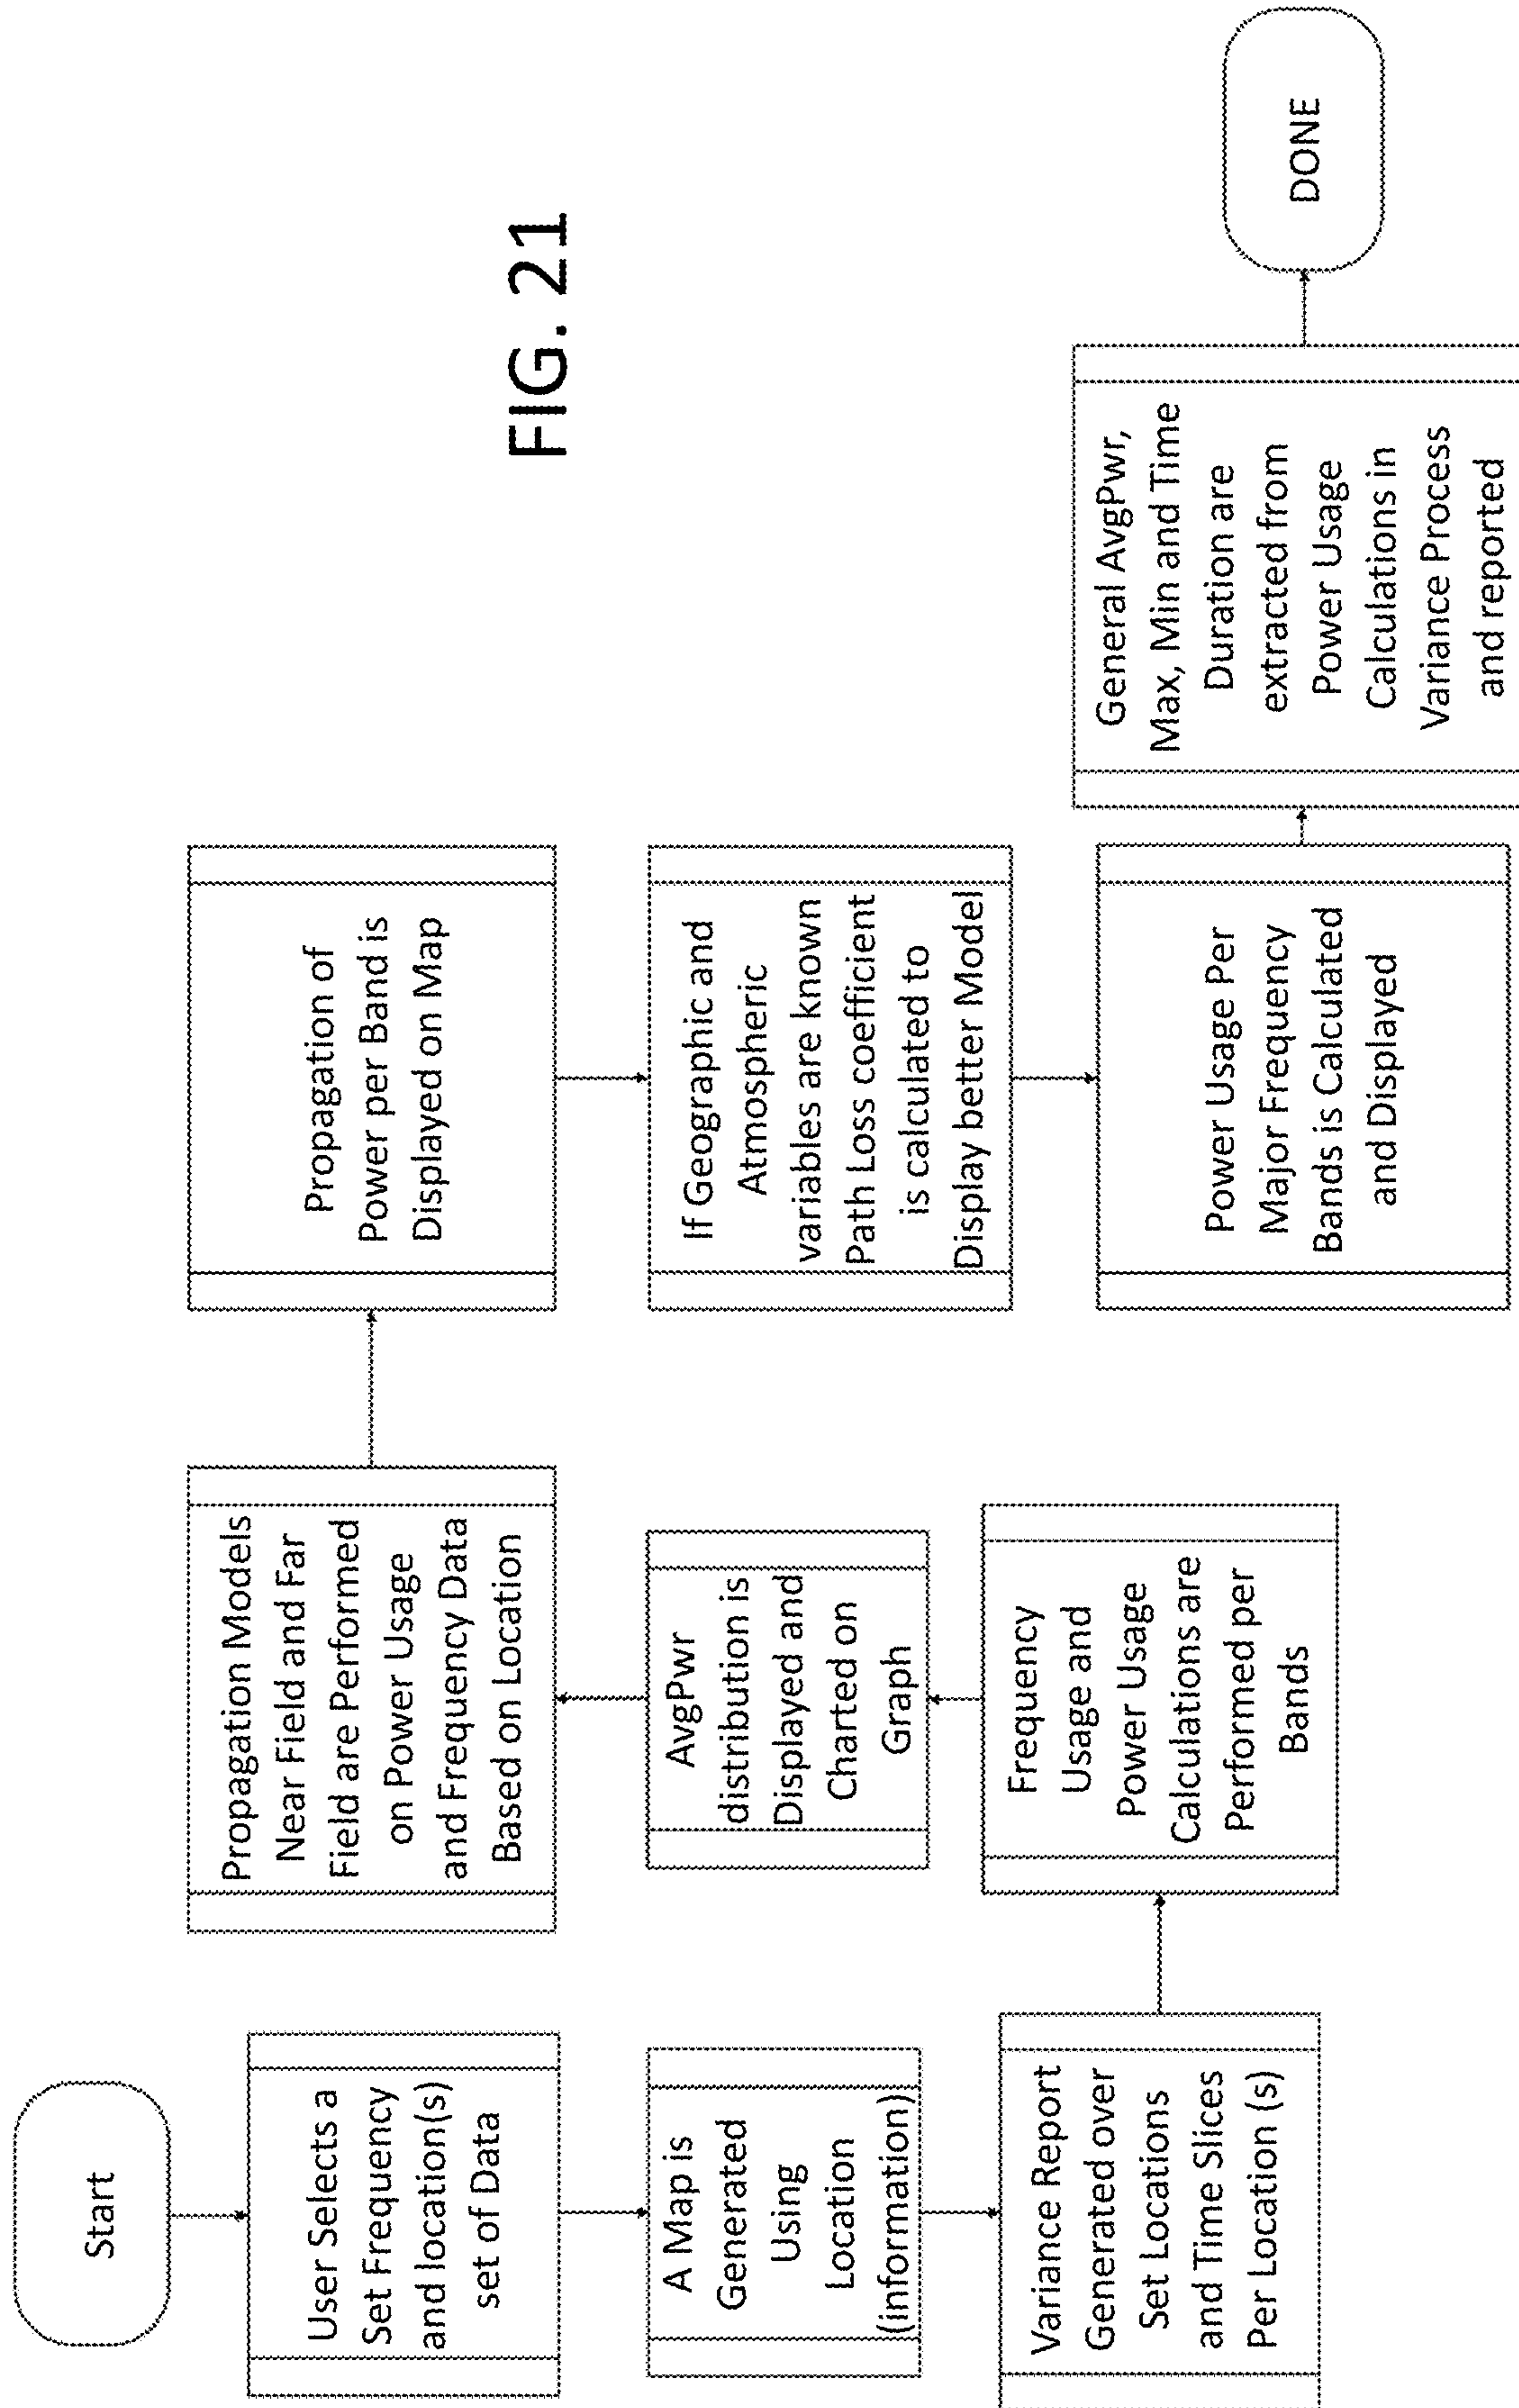 FIG. 21
Start
User Selects a
Set Frequency
and location(s)
set of Data
A Map is
Generated
Using
Location
(information)
Variance Report
Generated over
Set Locations
and Time Slices
Per Location (s)
Frequency
Usage and
Power Usage
Calculations are
Performed per
Bands
AvgPwr
distribution is
Displayed and
Charted on
Graph
Propagation Models
Near Field and Far
Field are Performed
on Power Usage
and Frequency Data
Based on Location
Propagation of
Power per Band is
Displayed on Map
If Geographic and
Atmospheric
variables are known
Path Loss coefficient
is calculated to
Display better Model
Power Usage Per
Major Frequency
Bands is Calculated
and Displayed
General AvgPwr,
Max, Min and Time
Duration are
extracted from
Power Usage
Calculations in
Variance Process
and reported
DONE